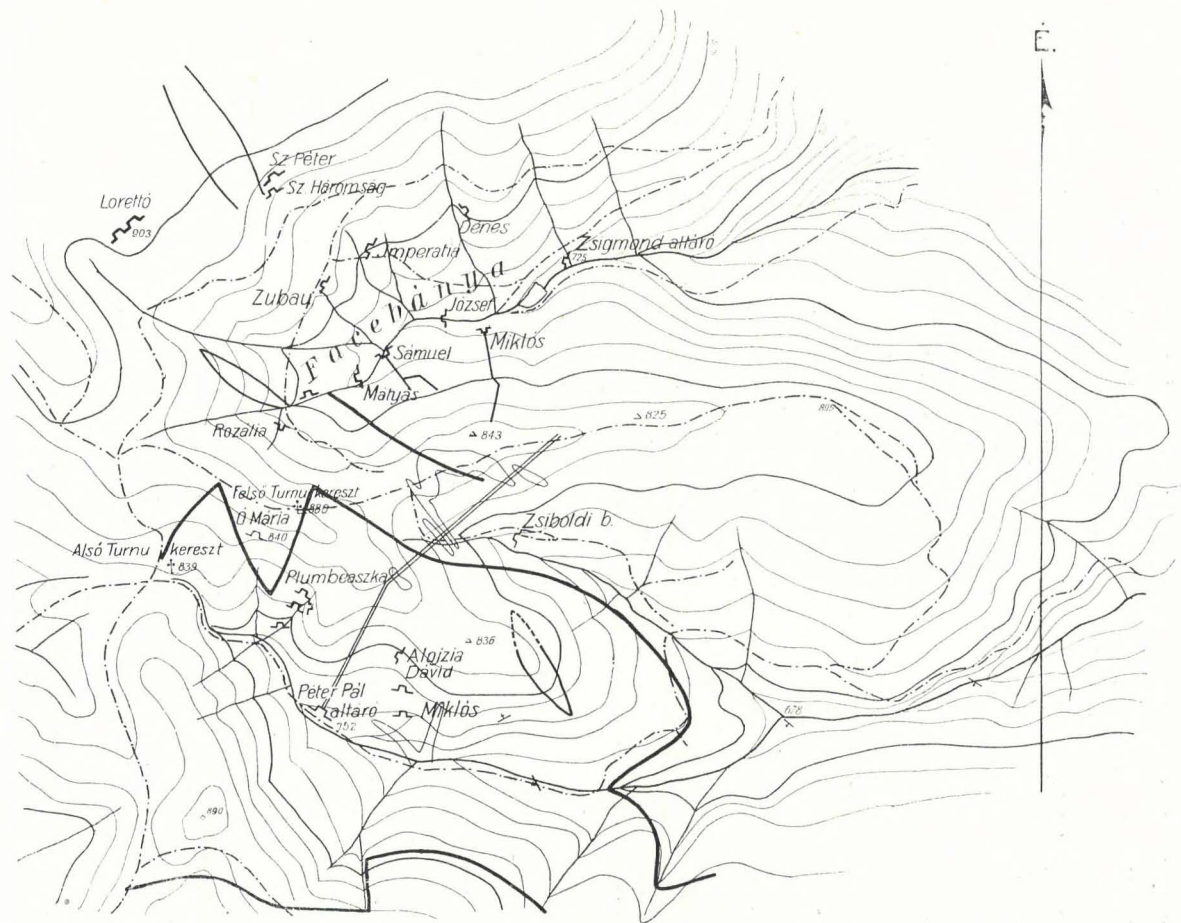 É.
Sz Péter
Sz Háromság
Lorettó
903
Dénes
Imperatia
Zsigmond altáró
725
Zubau
Facebánya
József
Miklós
Sámuel
Mátyás
Rozália
825
843
Felső Turnu kereszt
880
O Mária
840
Zsiboldi b.
Alsó Turnu kereszt
839
Plumbeaszka
836
Alojzia
Dávid
Péter Pál
altáró
752
Miklós
678
890